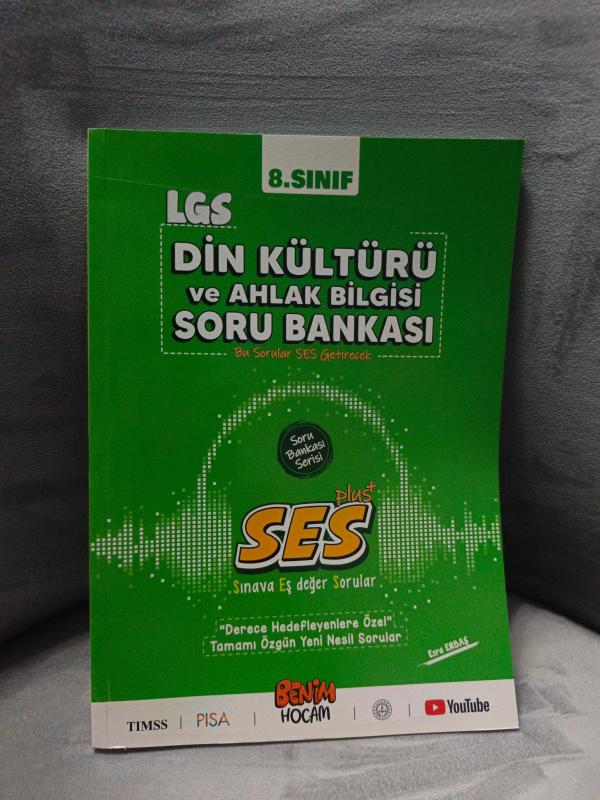 8.SINIF
LGS
DİN KÜLTÜRÜ
ve AHLAK BİLGİSİ
SORU BANKASI
Bu Sorular SES Getirecek
Soru
Bankası
Serisi
plus+
SES
Sınava Eş değer Sorular
"Derece Hedefleyenlere Özel"
Tamamı Özgün Yeni Nesil Sorular
Esra ERBAŞ
TIMSS | PISA | BENİM HOCAM | | YouTube